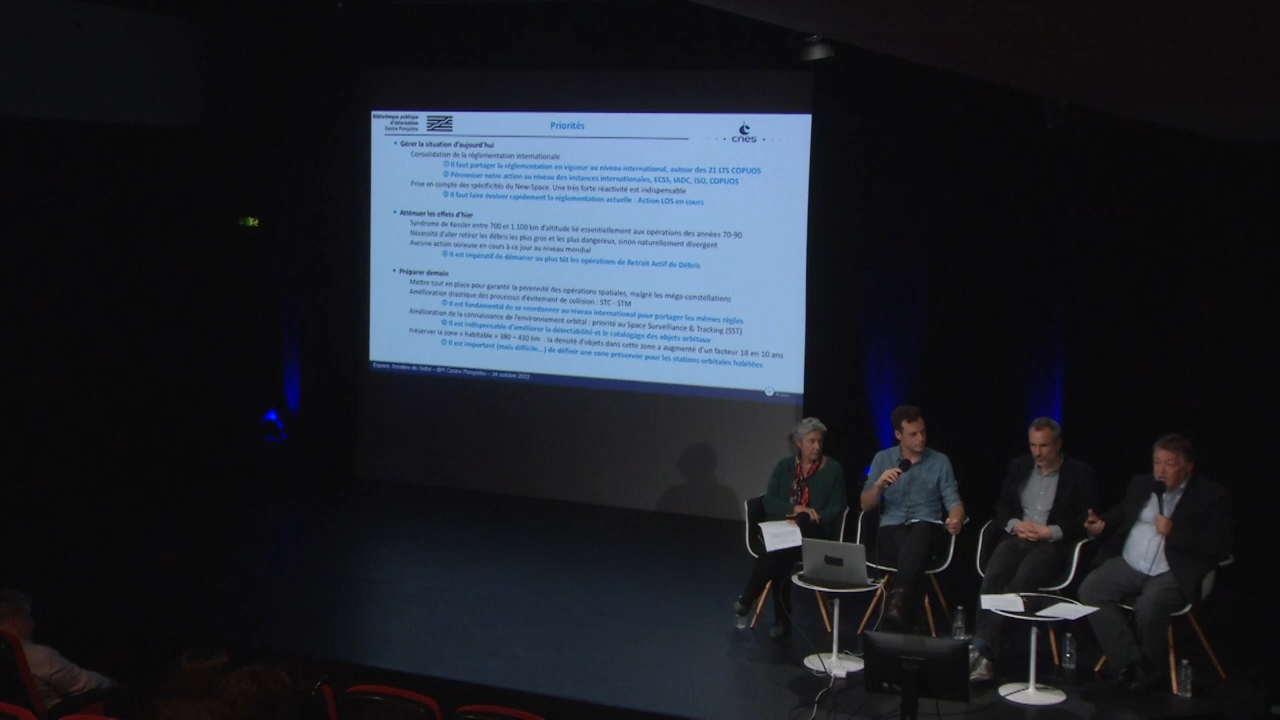 Bibliothèque publique
d'information
Centre Pompidou
Priorités
cnes
• Gérer la situation d'aujourd'hui
Consolidation de la réglementation internationale
Il faut partager la réglementation en vigueur au niveau international, autour des 21 LTS COPUOS
Pérenniser notre action au niveau des instances internationales, ECSS, IADC, ISO, COPUOS
Prise en compte des spécificités du New-Space. Une très forte réactivité est indispensable
Il faut faire évoluer rapidement la réglementation actuelle : Action LOS en cours
• Atténuer les effets d'hier
Syndrome de Kessler entre 700 et 1.100 km d'altitude lié essentiellement aux opérations des années 70-90
Nécessité d'aller retirer les débris les plus gros et les plus dangereux, sinon naturellement divergent
Aucune action sérieuse en cours à ce jour au niveau mondial
Il est impératif de démarrer au plus tôt les opérations de Retrait Actif de Débris
• Préparer demain
Mettre tout en place pour garantir la pérennité des opérations spatiales, malgré les méga-constellations
Amélioration drastique des processus d'évitement de collision : STC - STM
Il est fondamental de se coordonner au niveau international pour partager les mêmes règles
Amélioration de la connaissance de l'environnement orbital : priorité au Space Surveillance & Tracking (SST)
Il est indispensable d'améliorer la détectabilité et le catalogage des objets orbitaux
Préserver la zone « habitable » 380 – 430 km : la densité d'objets dans cette zone a augmenté d'un facteur 18 en 10 ans
Il est important (mais difficile...) de définir une zone préservée pour les stations orbitales habitées
Espace, frontière de l'infini – BPI Centre Pompidou – 24 octobre 2022